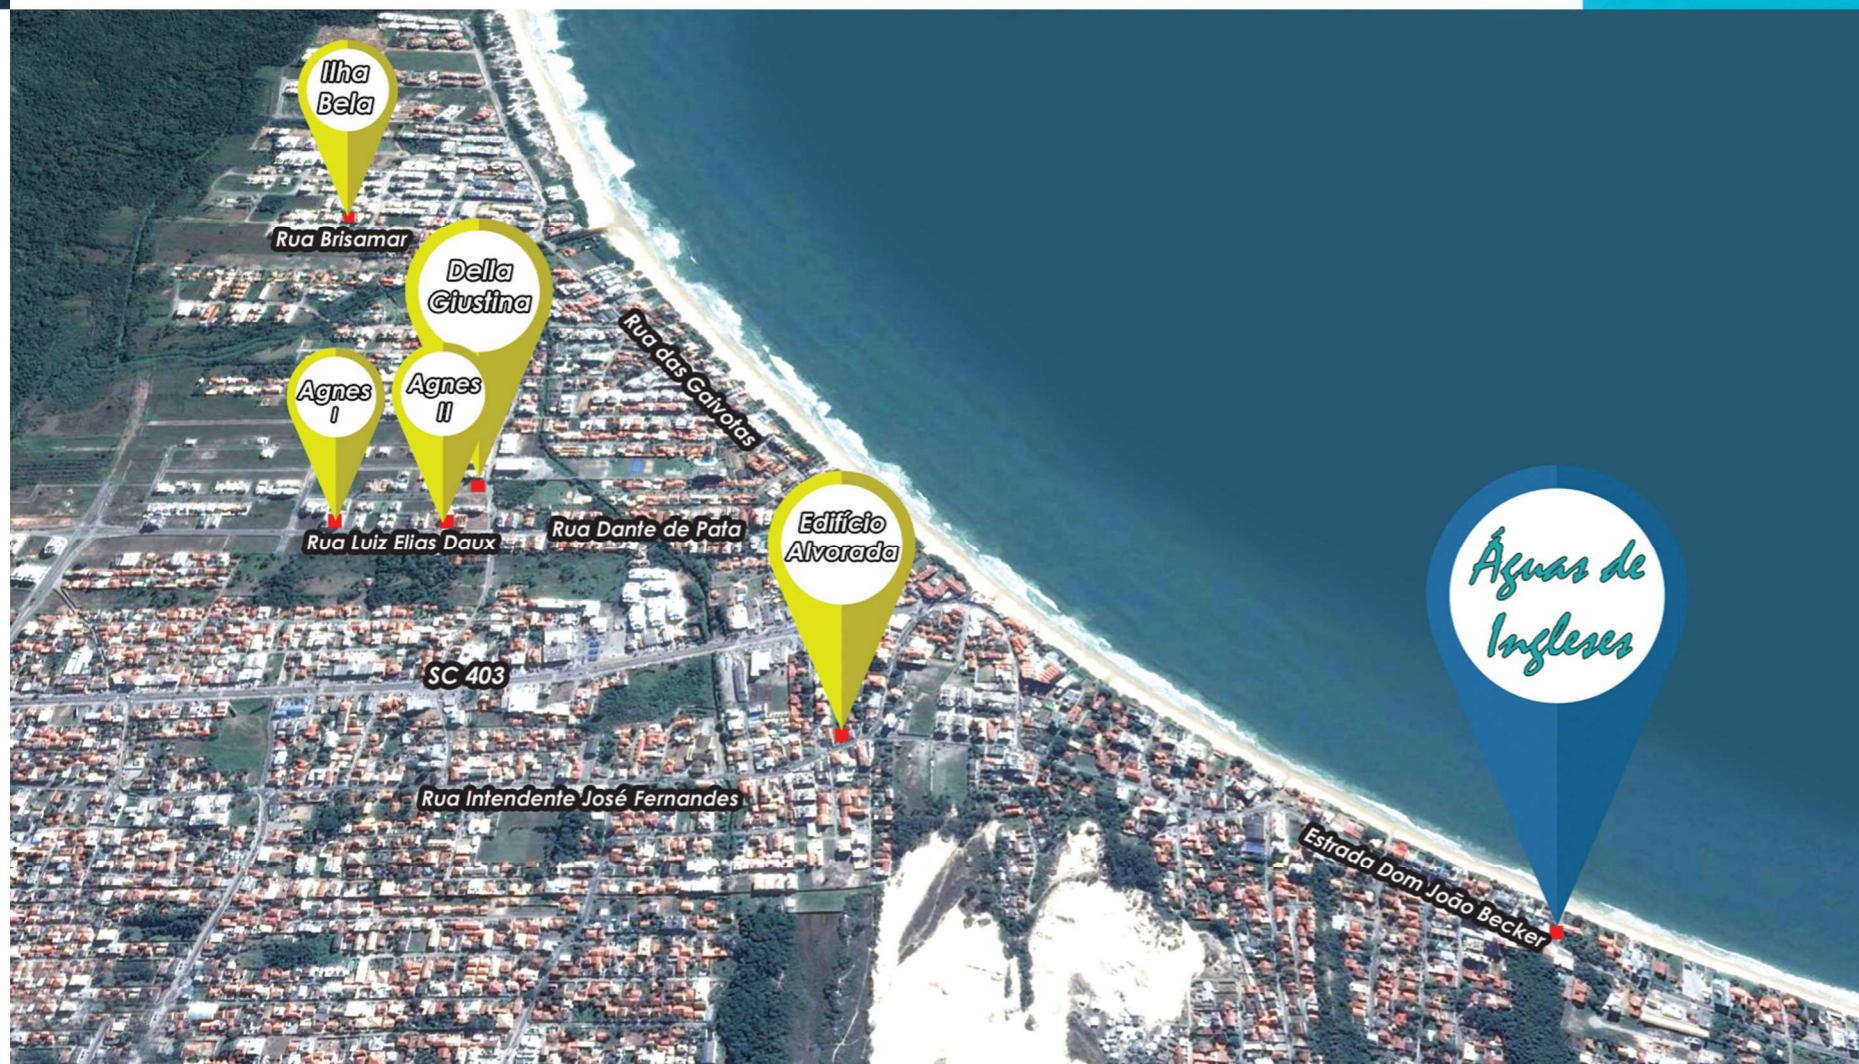 Ilha
Bela
Rua Brisamar
Della
Giustina
Rua das Gaivotas
Agnes
I
Agnes
II
Rua Luiz Elias Daux
Rua Dante de Pata
Edifício
Alvorada
Águas de
Ingleses
SC 403
Rua Intendente José Fernandes
Estrada Dom João Becker